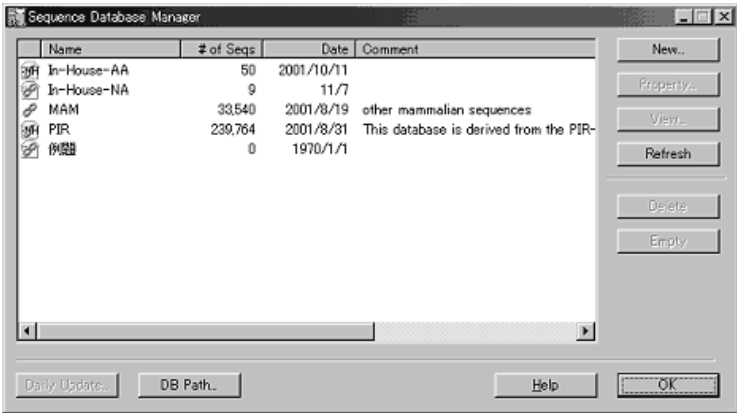 Sequence Database Manager
Name # of Seqs Date Comment
In-House-AA 50 2001/10/11
In-House-NA 9 11/7
MAM 33,540 2001/8/19 other mammalian sequences
PIR 239,764 2001/8/31 This database is derived from the PIR-
例題 0 1970/1/1
New..
Property...
View...
Refresh
Delete
Empty
Daily Update... DB Path.. Help OK